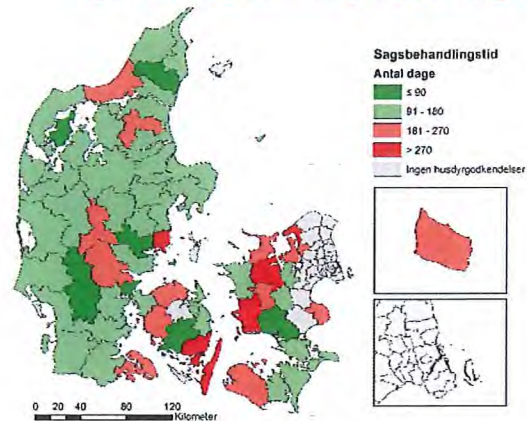 Sagsbehandlingstid
Antal dage
≤ 90
91 - 180
181 - 270
> 270
Ingen husdyrgodkendelser
0 20 40 80 120
Kilometer